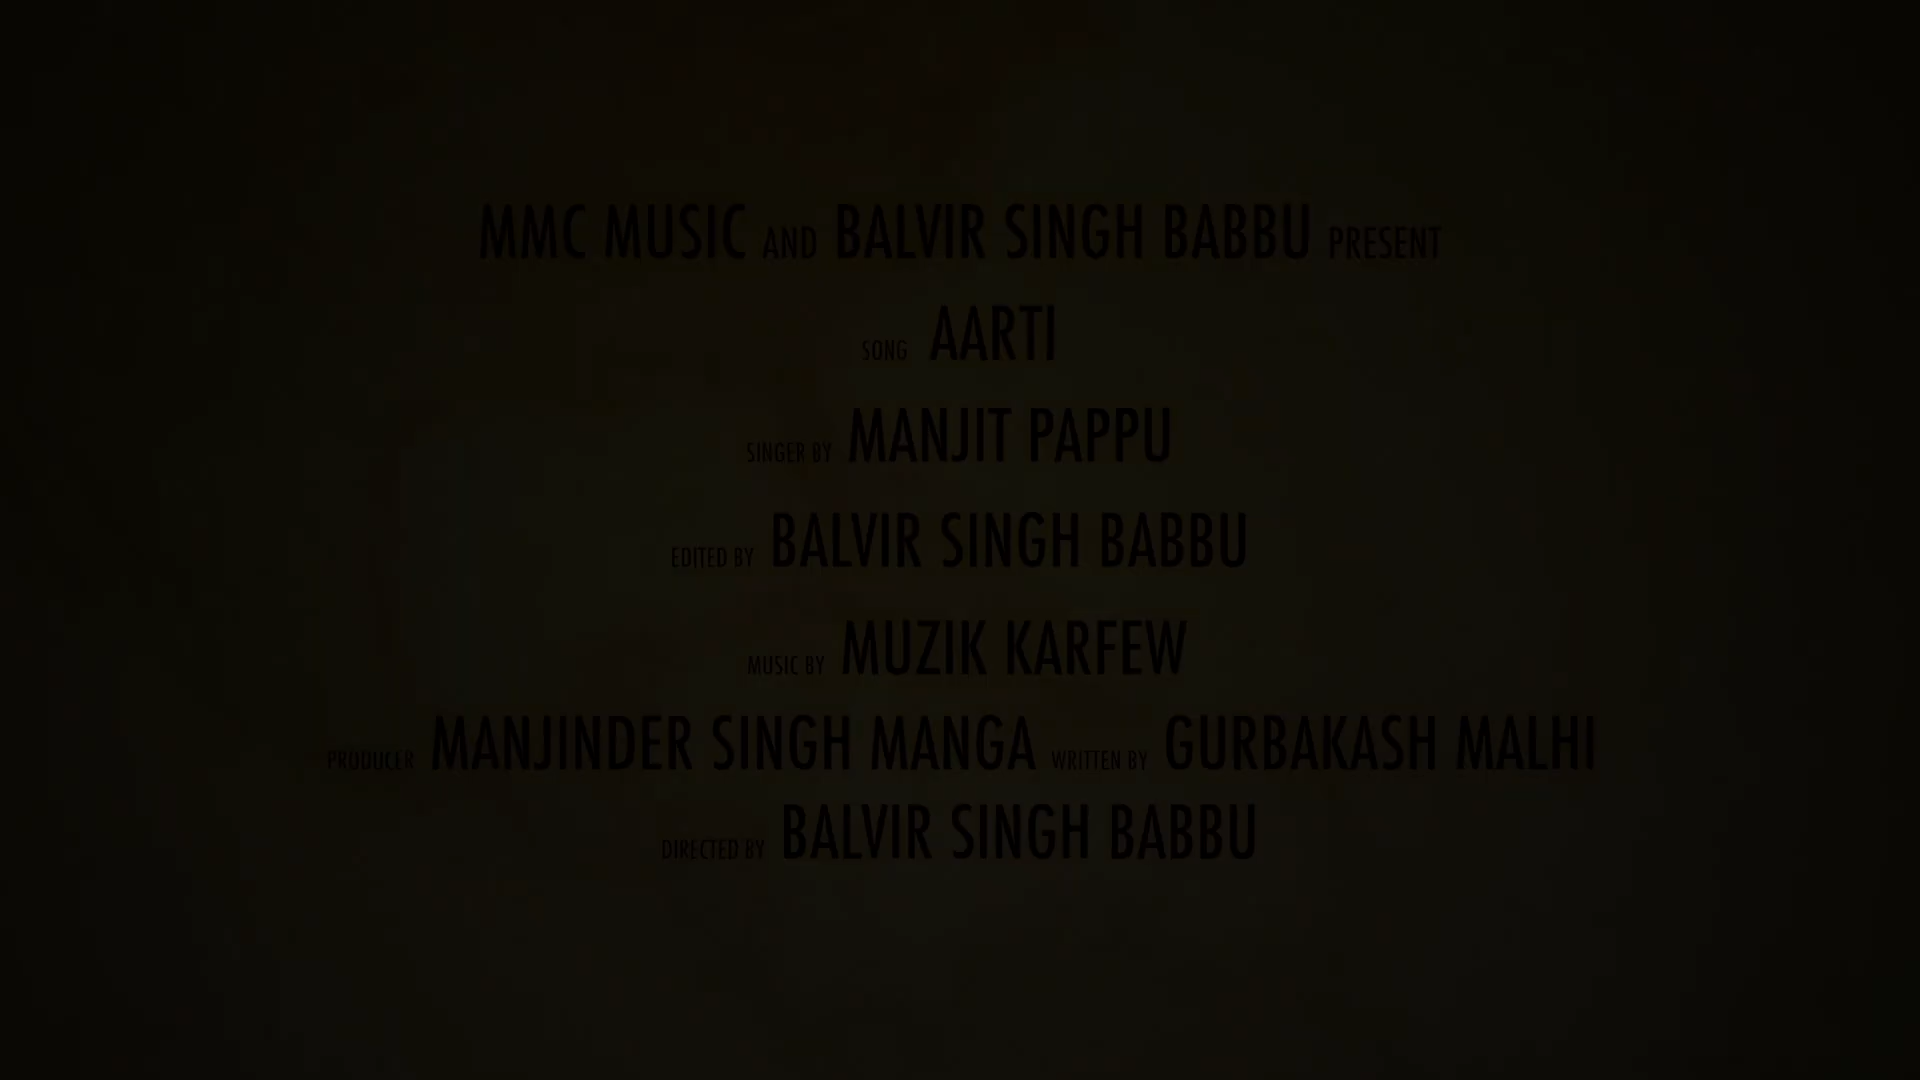 MMC MUSIC AND BALVIR SINGH BABBU PRESENT
SONG AARTI
SINGER BY MANJIT PAPPU
EDITED BY BALVIR SINGH BABBU
MUSIC BY MUZIK KARFEW
PRODUCER MANJINDER SINGH MANGA WRITTEN BY GURBAKASH MALHI
DIRECTED BY BALVIR SINGH BABBU